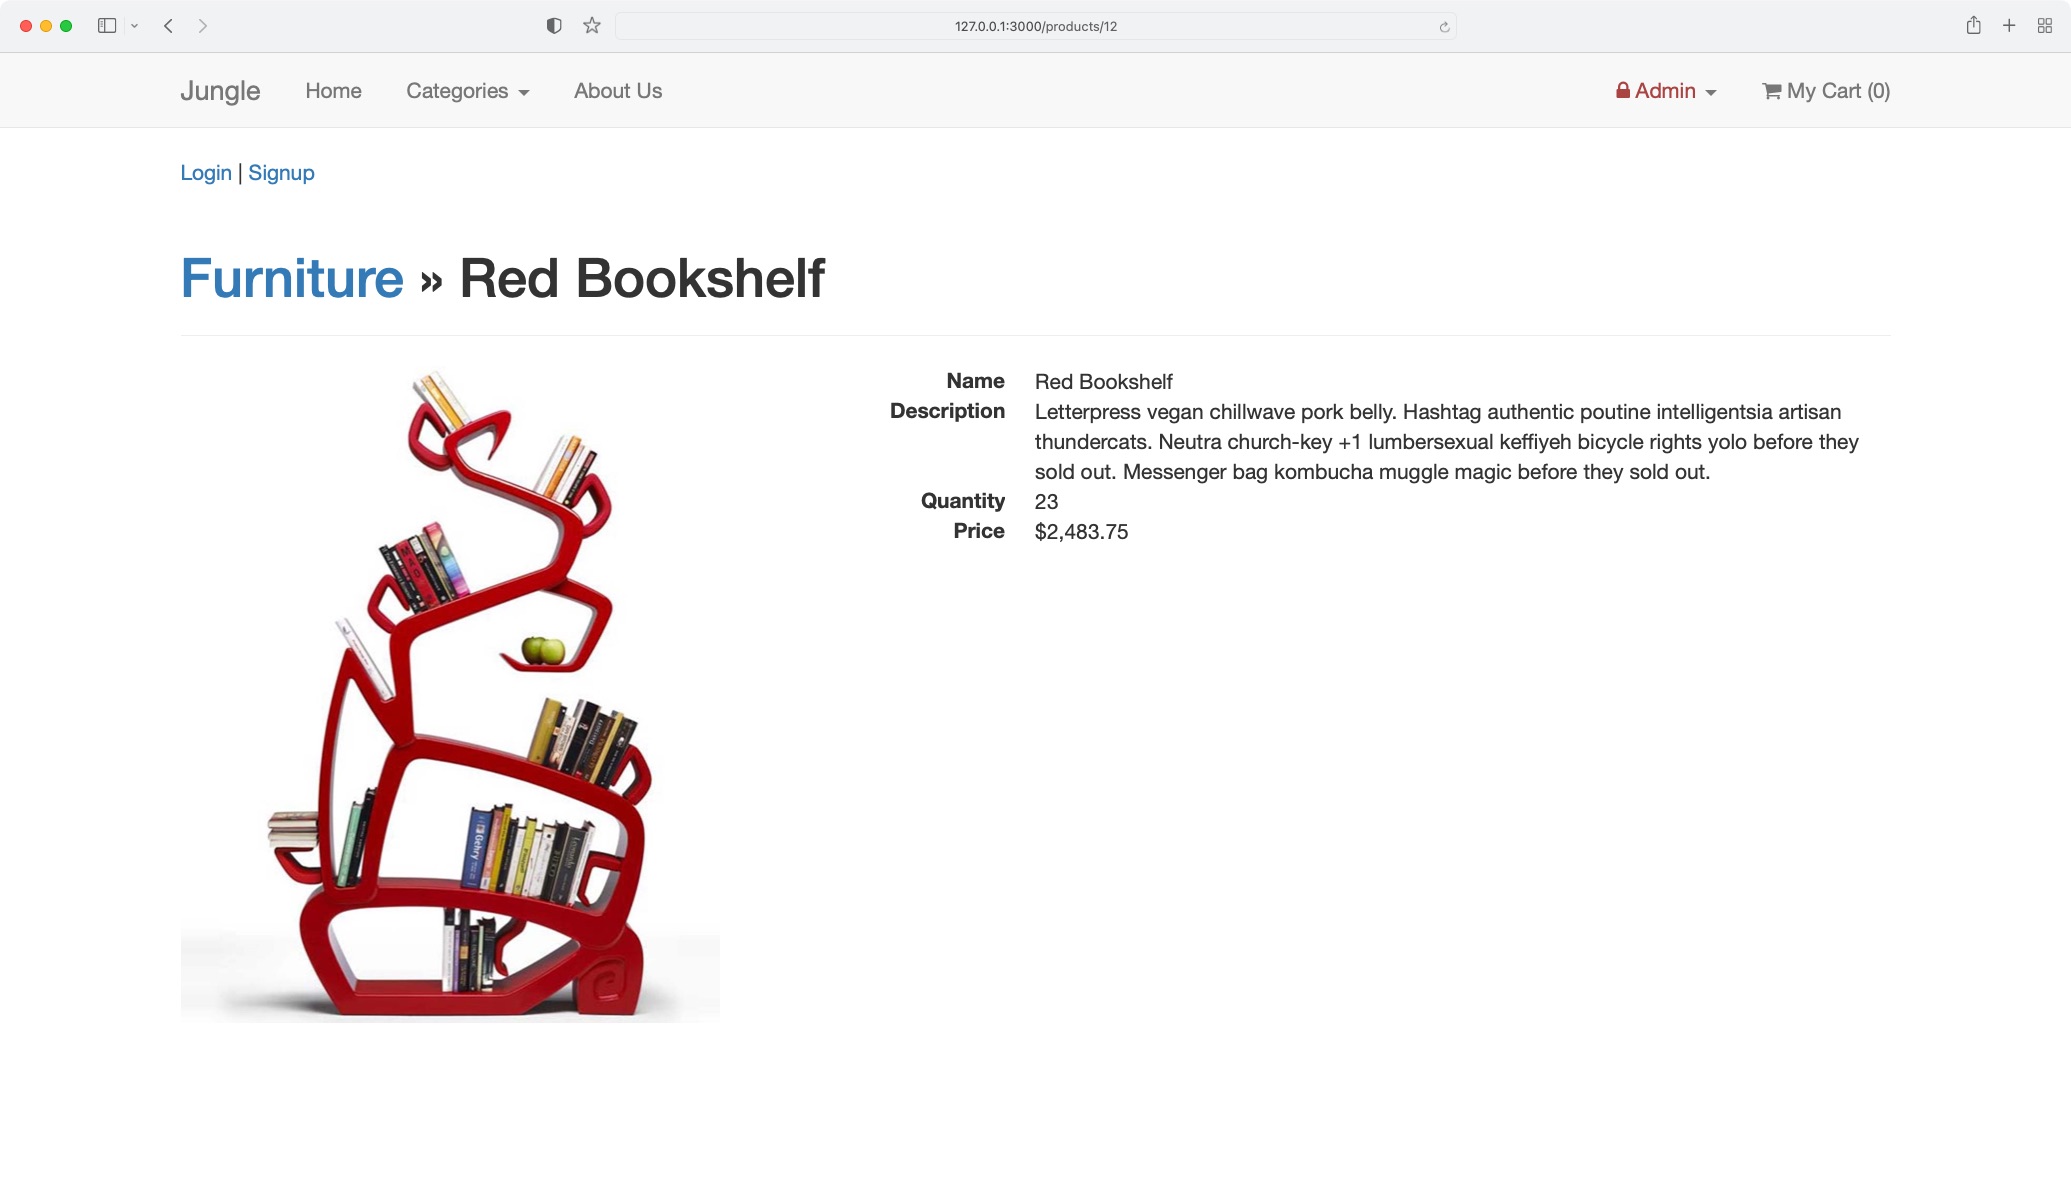 127.0.0.1:3000/products/12
Jungle Home Categories About Us Admin My Cart (0)
Login | Signup
Furniture » Red Bookshelf
Name Red Bookshelf
Description Letterpress vegan chillwave pork belly. Hashtag authentic poutine intelligentsia artisan
thundercats. Neutra church-key +1 lumbersexual keffiyeh bicycle rights yolo before they
sold out. Messenger bag kombucha muggle magic before they sold out.
Quantity 23
Price $2,483.75
MAO
Gehry